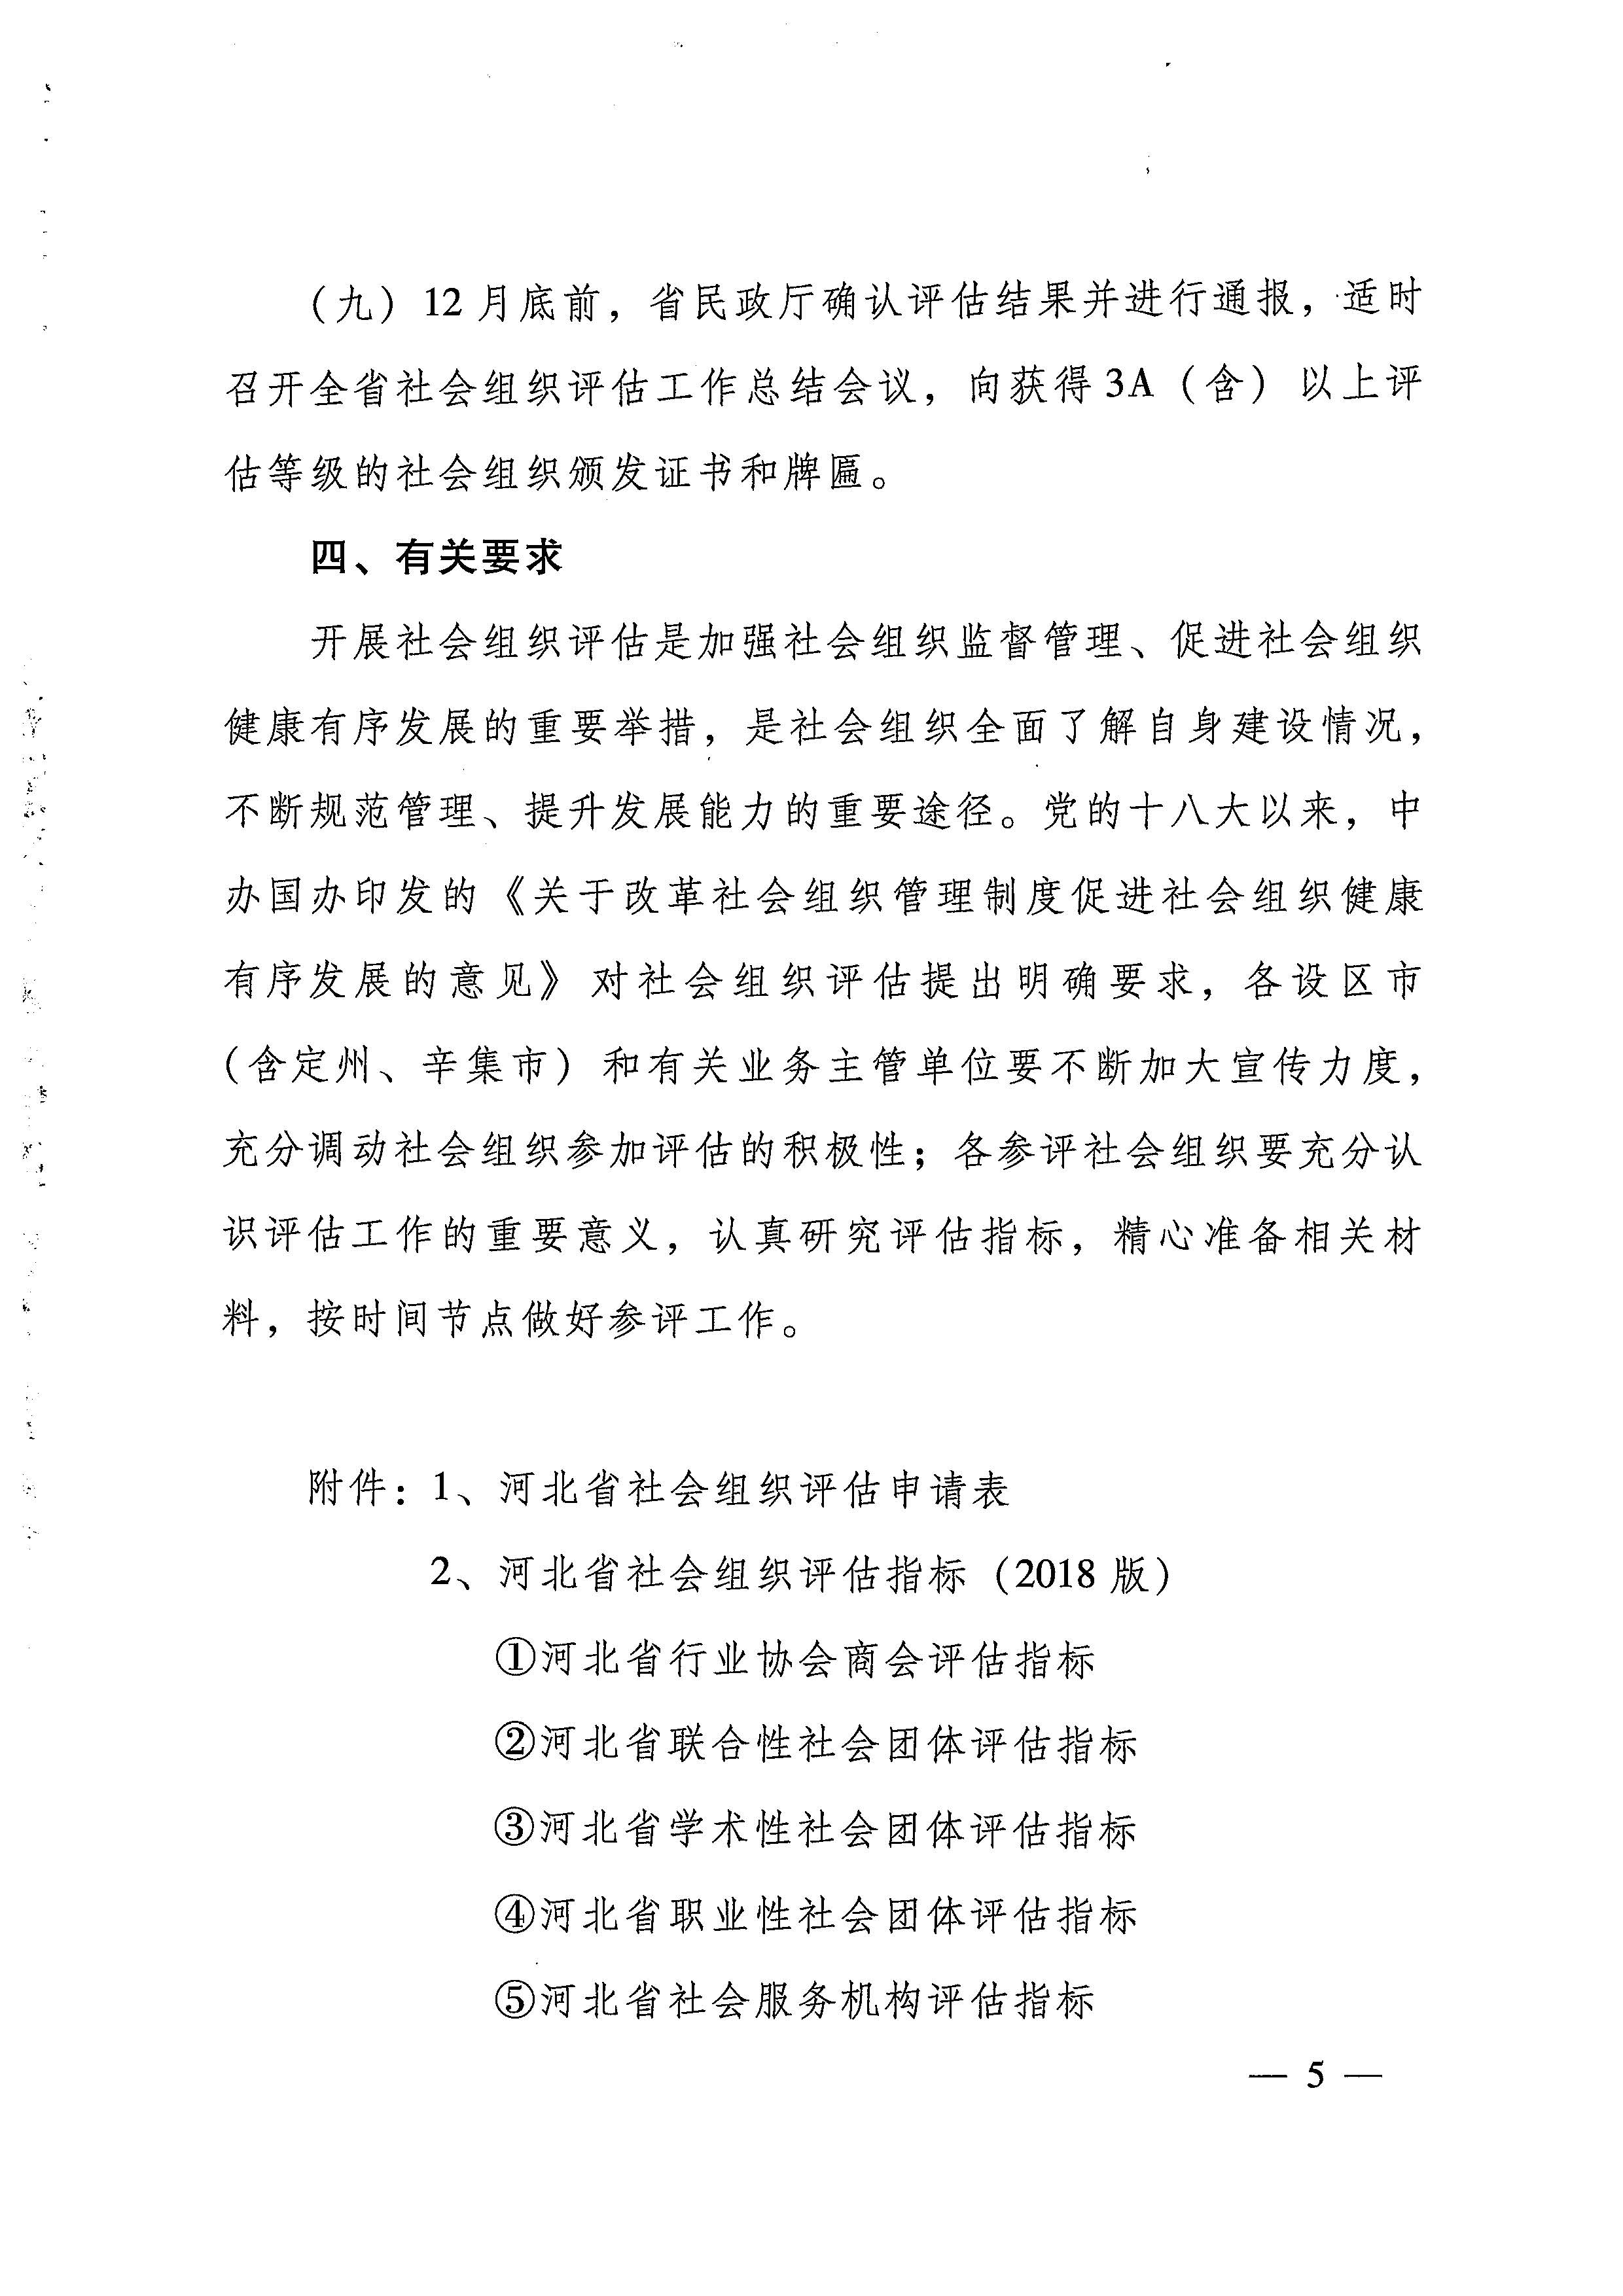 （九）12月底前，省民政厅确认评估结果并进行通报，适时
召开全省社会组织评估工作总结会议，向获得3A（含）以上评
估等级的社会组织颁发证书和牌匾。
四、有关要求
开展社会组织评估是加强社会组织监督管理、促进社会组织
健康有序发展的重要举措，是社会组织全面了解自身建设情况，
不断规范管理、提升发展能力的重要途径。党的十八大以来，中
办国办印发的《关于改革社会组织管理制度促进社会组织健康
有序发展的意见》对社会组织评估提出明确要求，各设区市
（含定州、辛集市）和有关业务主管单位要不断加大宣传力度，
充分调动社会组织参加评估的积极性；各参评社会组织要充分认
识评估工作的重要意义，认真研究评估指标，精心准备相关材
料，按时间节点做好参评工作。
附件：1、河北省社会组织评估申请表
2、河北省社会组织评估指标（2018版）
①河北省行业协会商会评估指标
②河北省联合性社会团体评估指标
③河北省学术性社会团体评估指标
④河北省职业性社会团体评估指标
⑤河北省社会服务机构评估指标
— 5 —